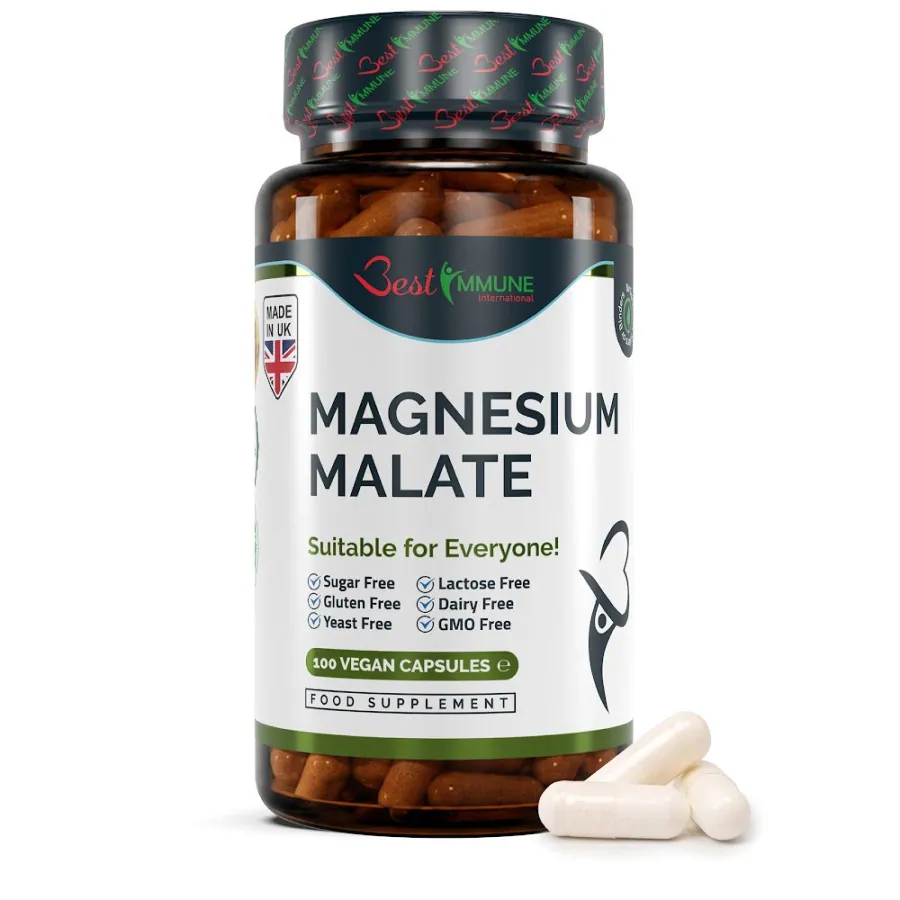 Best IMMUNE
International
MADE
IN UK
MAGNESIUM
MALATE
Suitable for Everyone!
Sugar Free
Lactose Free
Gluten Free
Dairy Free
Yeast Free
GMO Free
100 VEGAN CAPSULES ℮
FOOD SUPPLEMENT